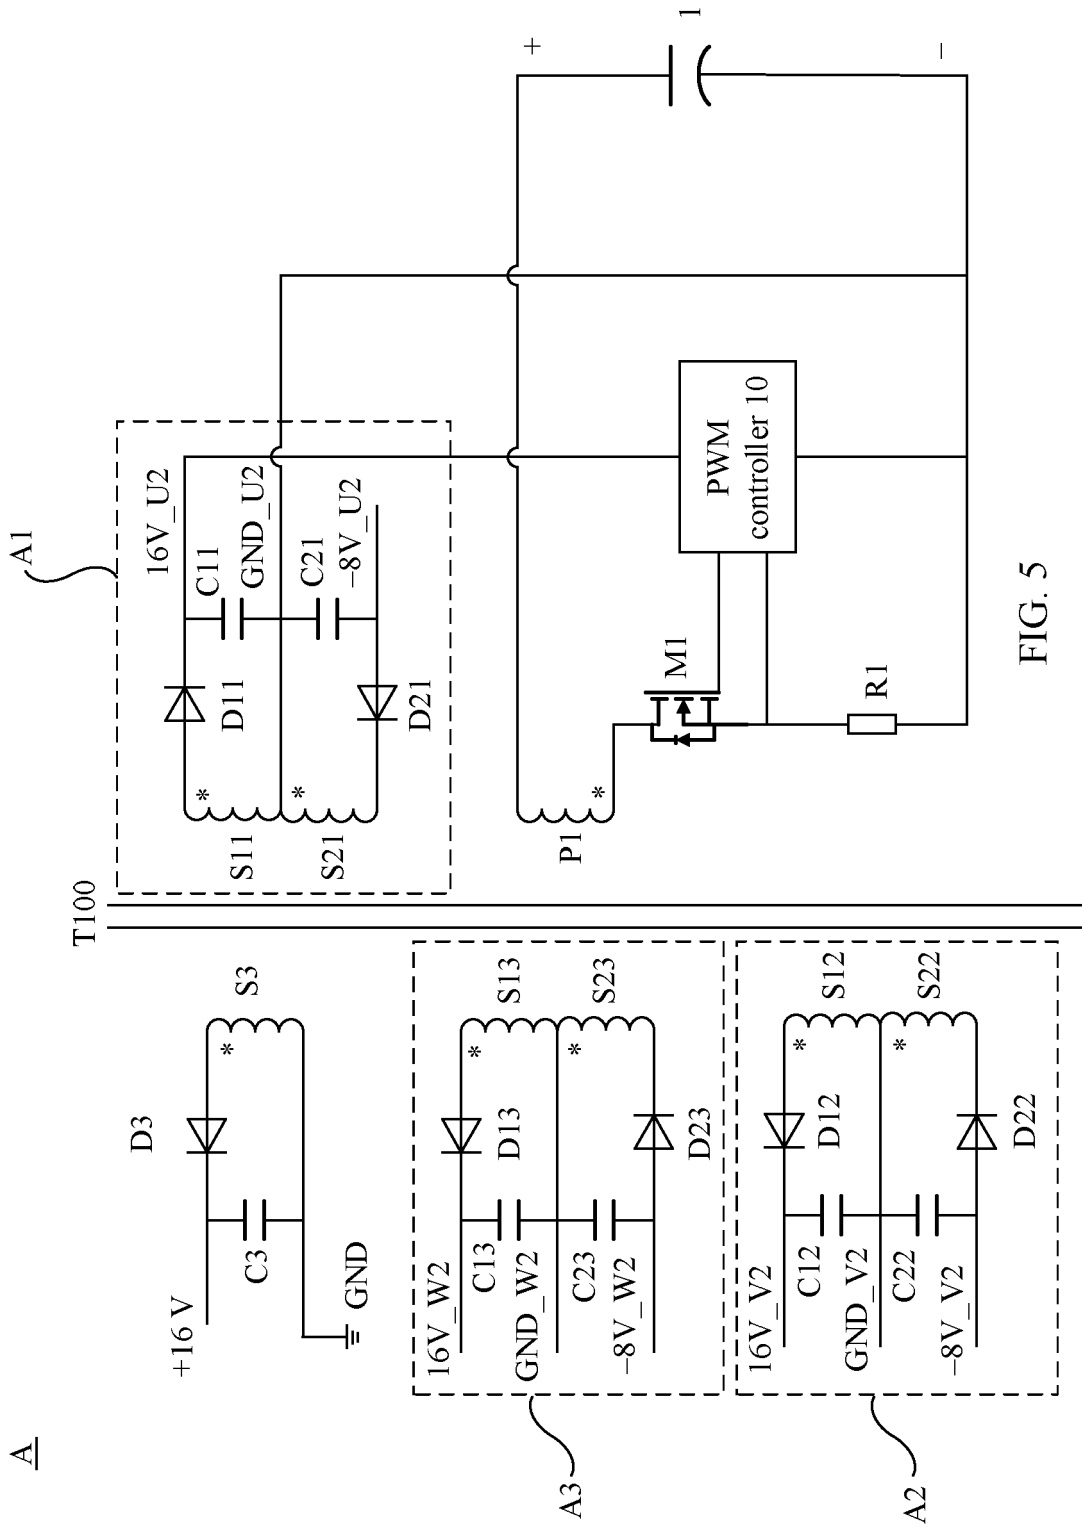 A
A1
T100
+16 V
D3
C3
S3
GND
16V_U2
C11
GND_U2
C21
−8V_U2
D11
D21
*
*
S11
S21
*
16V_W2
C13
GND_W2
C23
−8V_W2
D13
D23
*
*
S13
S23
A3
16V_V2
C12
GND_V2
C22
−8V_V2
D12
D22
*
*
S12
S22
A2
P1
*
M1
R1
PWM
controller 10
+
1
−
FIG. 5